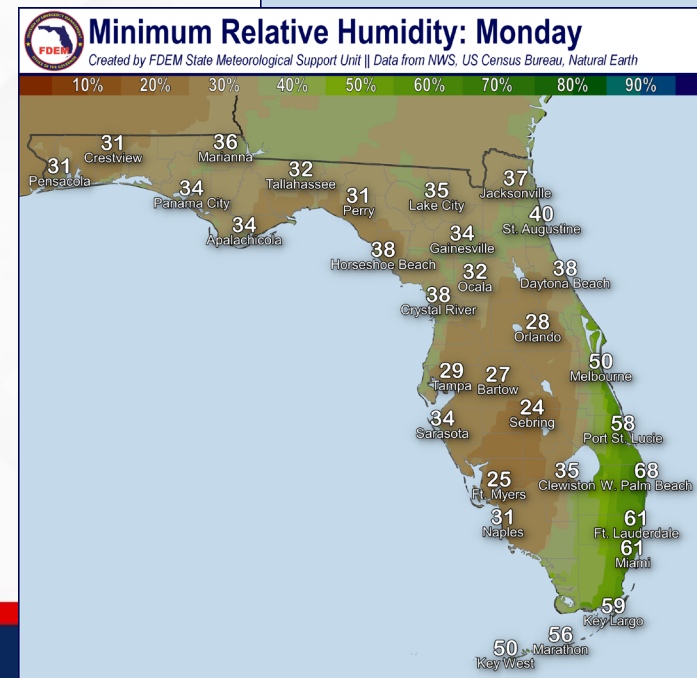 FDEM
Minimum Relative Humidity: Monday
Created by FDEM State Meteorological Support Unit || Data from NWS, US Census Bureau, Natural Earth
10% 20% 30% 40% 50% 60% 70% 80% 90%
31
Crestview
36
Marianna
31
Pensacola
32
Tallahassee
34
Panama City
31
Perry
35
Lake City
37
Jacksonville
34
Apalachicola
40
St. Augustine
34
Gainesville
38
Horseshoe Beach
32
Ocala
38
Daytona Beach
38
Crystal River
28
Orlando
50
Melbourne
29
Tampa
27
Bartow
24
Sebring
34
Sarasota
58
Port St. Lucie
25
Ft. Myers
35
Clewiston
68
W. Palm Beach
31
Naples
61
Ft. Lauderdale
61
Miami
59
Key Largo
56
Marathon
50
Key West